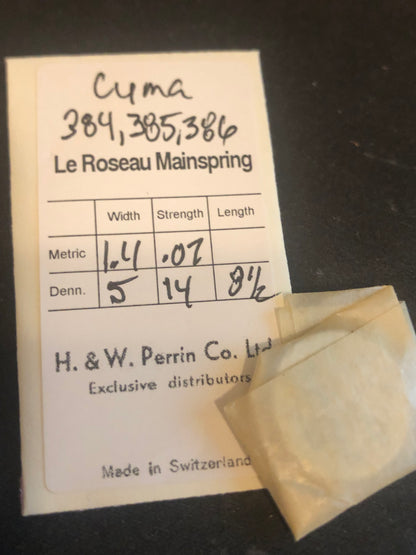 Cyma
384, 385, 386
Le Roseau Mainspring
Width Strength Length
Metric 1.4 .07
Denn. 5 14 8½
H. & W. Perrin Co. Ltd
Exclusive distributors
Made in Switzerland